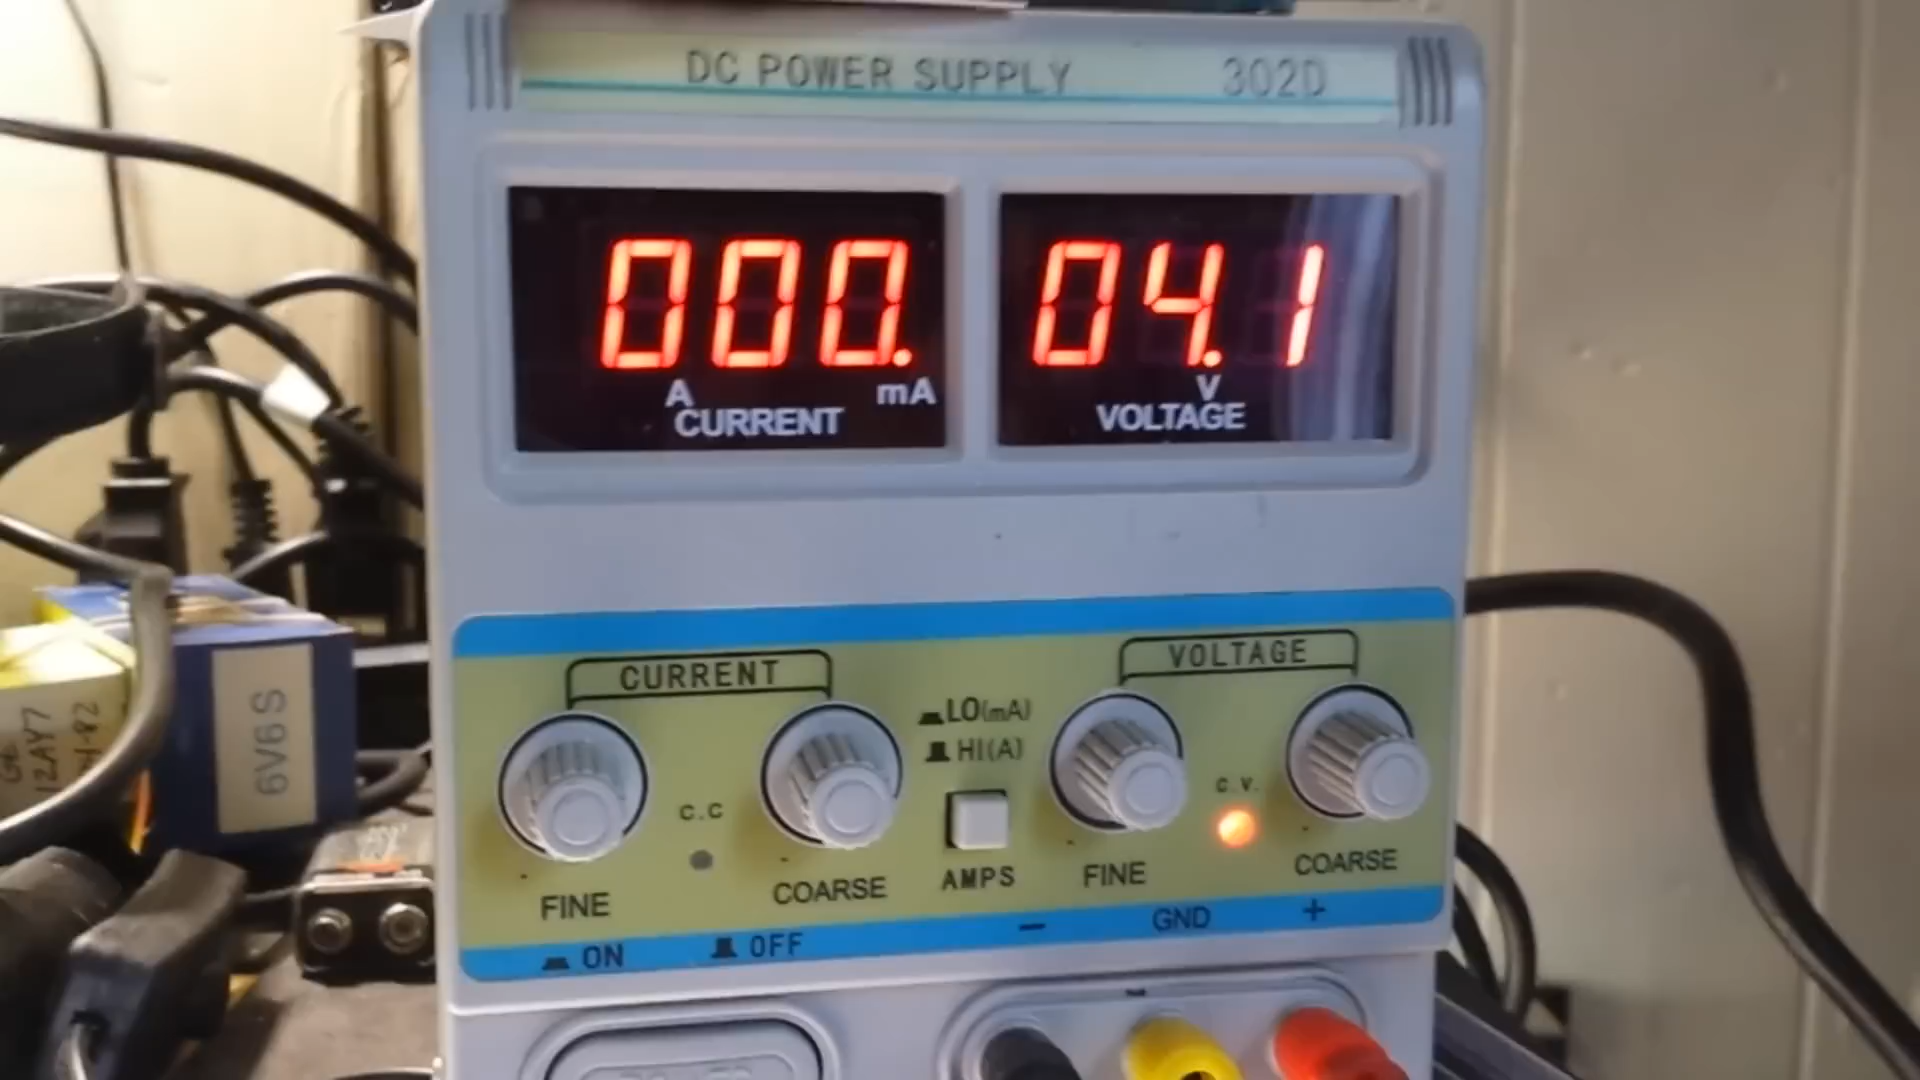 DC POWER SUPPLY 302D
000. 04.1
A mA V
CURRENT VOLTAGE
CURRENT VOLTAGE
LO(mA)
HI(A)
C.C C.V.
FINE COARSE AMPS FINE COARSE
ON OFF − GND +
6V6S
12AY7